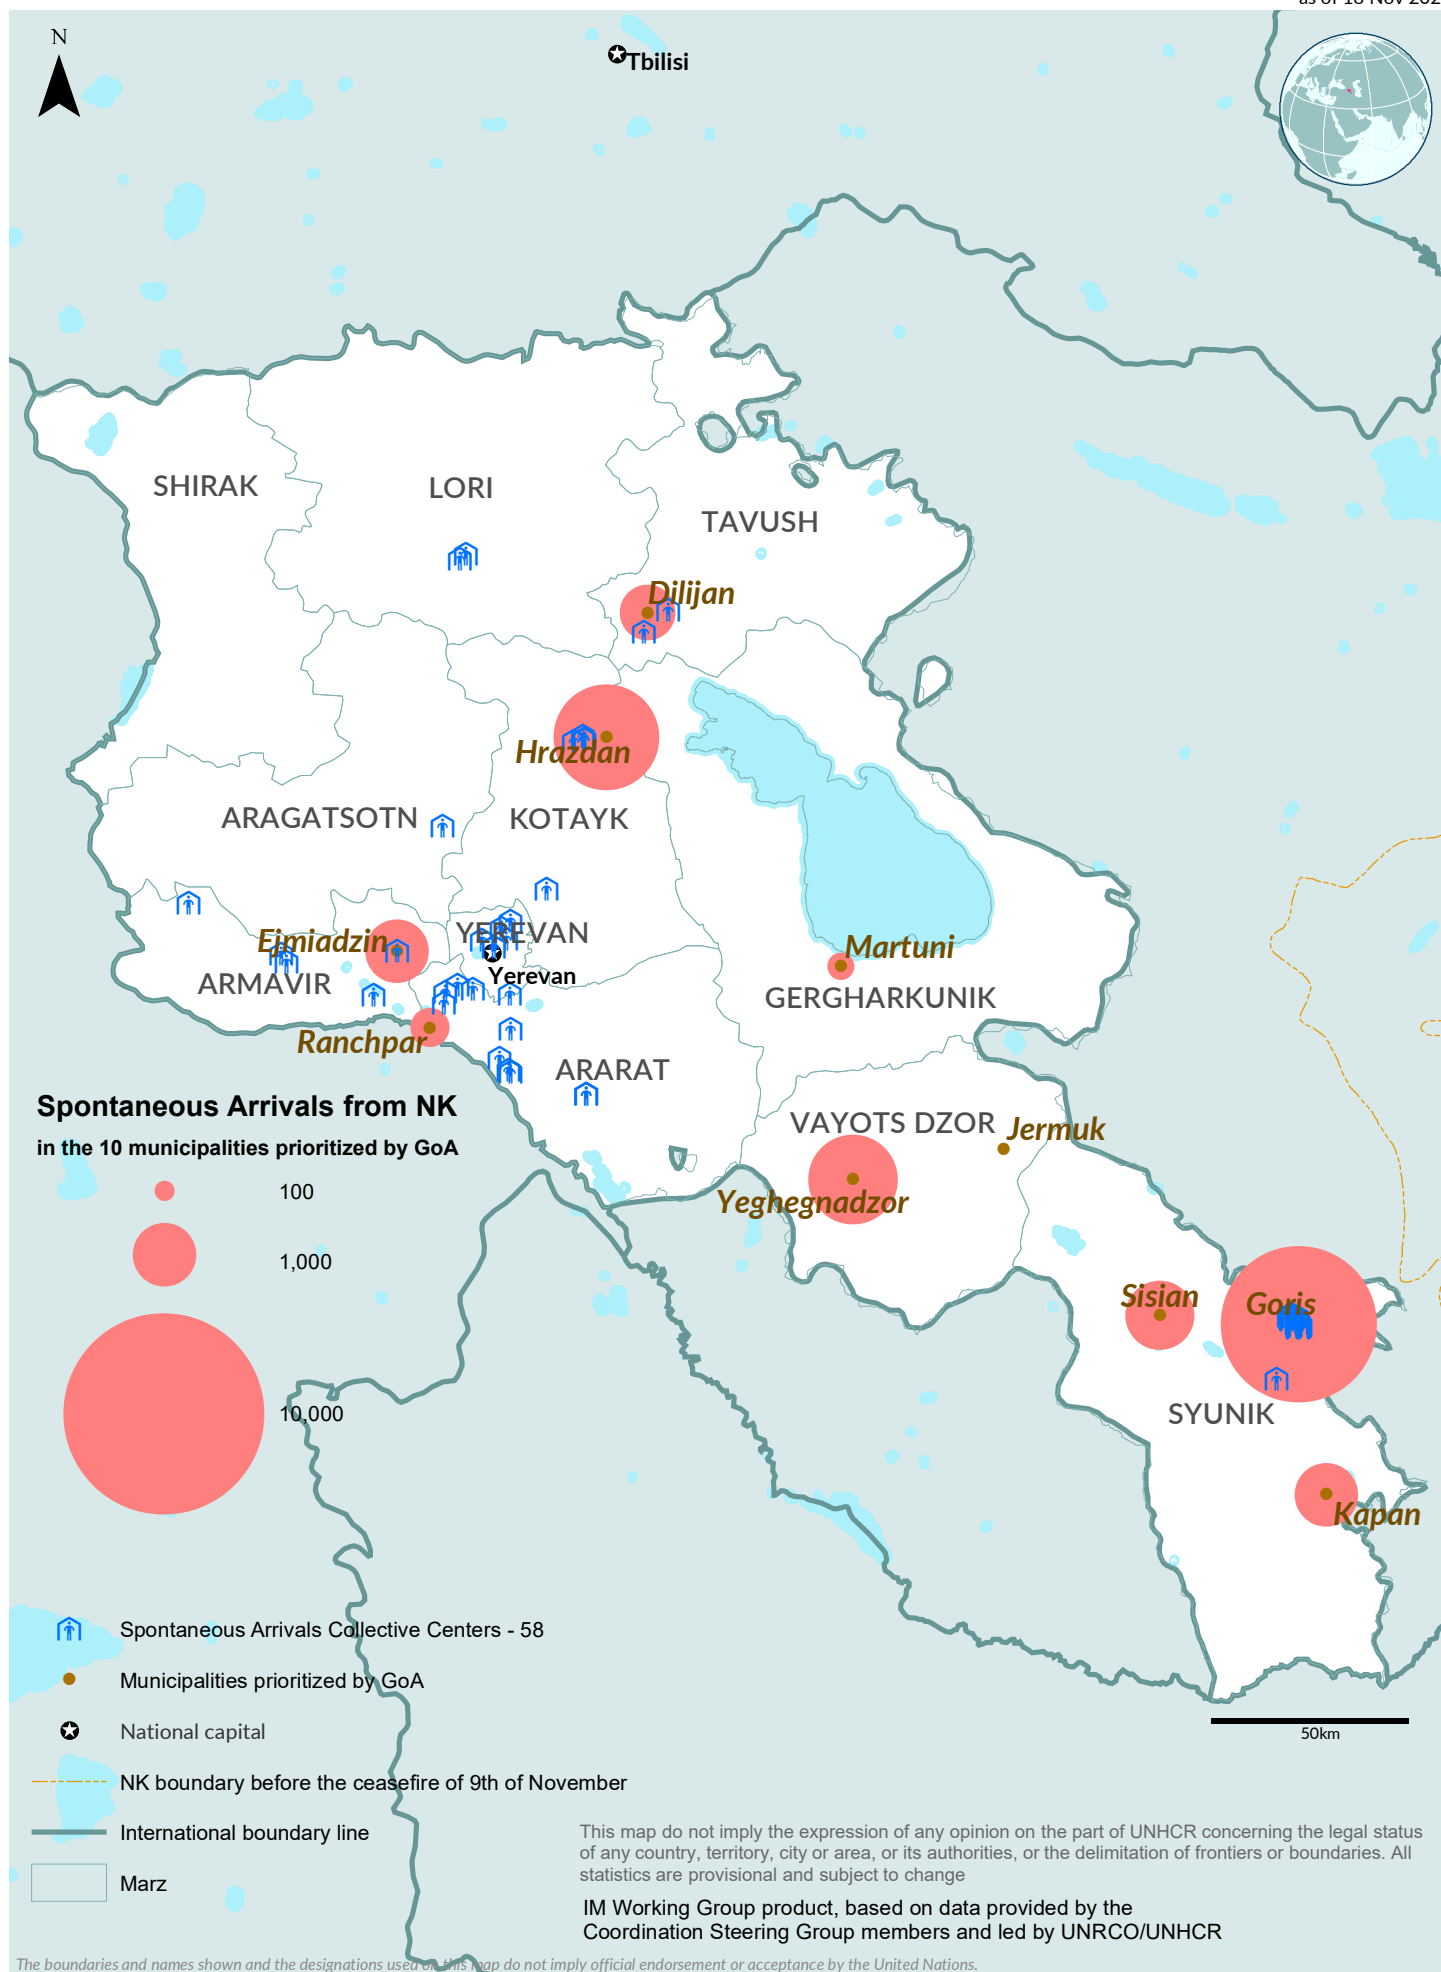 as of 18 Nov 202
N
Tbilisi
SHIRAK
LORI
TAVUSH
Dilijan
Hrazdan
ARAGATSOTN
KOTAYK
Ejmiadzin
YEREVAN
Yerevan
Martuni
ARMAVIR
GERGHARKUNIK
Ranchpar
ARARAT
VAYOTS DZOR
Jermuk
Yeghegnadzor
Sisian
Goris
SYUNIK
Kapan
Spontaneous Arrivals from NK
in the 10 municipalities prioritized by GoA
100
1,000
10,000
Spontaneous Arrivals Collective Centers - 58
Municipalities prioritized by GoA
National capital
NK boundary before the ceasefire of 9th of November
International boundary line
Marz
50km
This map do not imply the expression of any opinion on the part of UNHCR concerning the legal status
of any country, territory, city or area, or its authorities, or the delimitation of frontiers or boundaries. All
statistics are provisional and subject to change
IM Working Group product, based on data provided by the
Coordination Steering Group members and led by UNRCO/UNHCR
The boundaries and names shown and the designations used on this map do not imply official endorsement or acceptance by the United Nations.